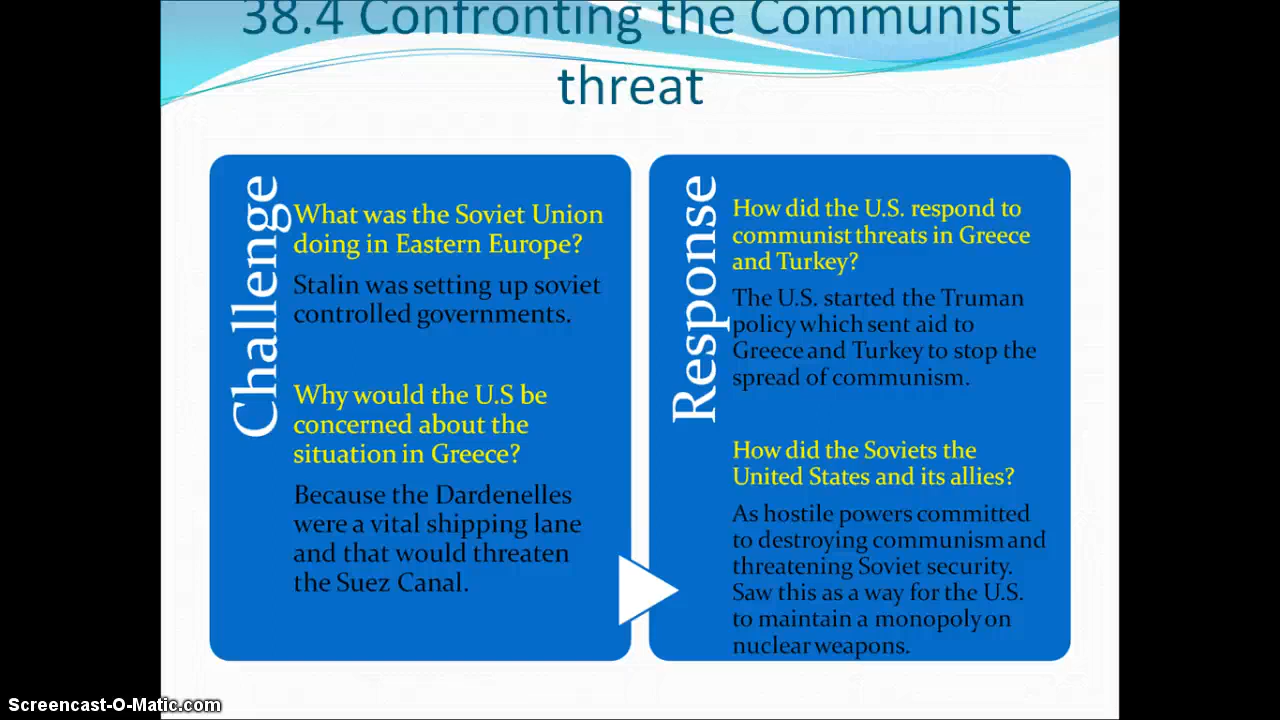 38.4 Confronting the Communist
threat
Challenge
What was the Soviet Union
doing in Eastern Europe?
Stalin was setting up soviet
controlled governments.
Why would the U.S be
concerned about the
situation in Greece?
Because the Dardenelles
were a vital shipping lane
and that would threaten
the Suez Canal.
Response
How did the U.S. respond to
communist threats in Greece
and Turkey?
The U.S. started the Truman
policy which sent aid to
Greece and Turkey to stop the
spread of communism.
How did the Soviets the
United States and its allies?
As hostile powers committed
to destroying communism and
threatening Soviet security.
Saw this as a way for the U.S.
to maintain a monopoly on
nuclear weapons.
Screencast-O-Matic.com